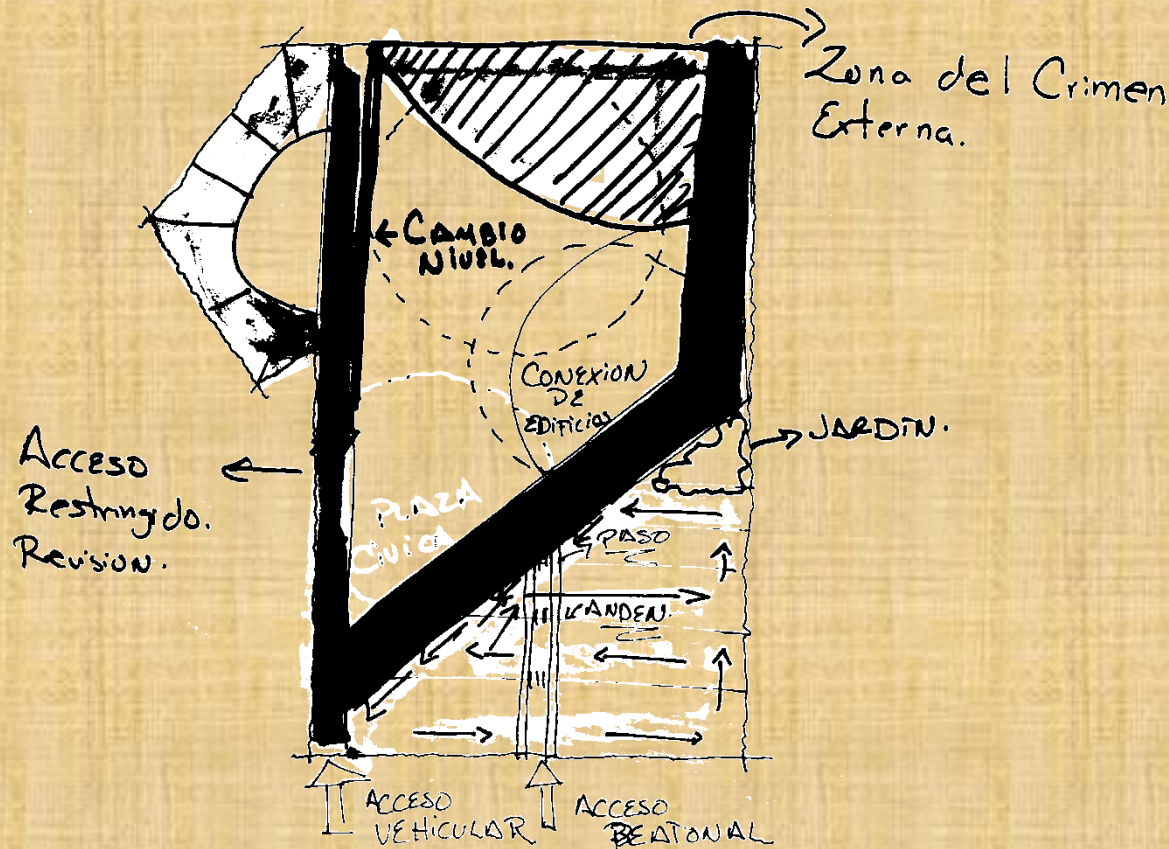 Zona del Crimen
Externa.
CAMBIO
NIVEL.
CONEXION
DE
EDIFICIOS
JARDIN.
ACCESO
Restringido.
REVISION.
PLAZA
CIVICA
PASO
ANDEN.
ACCESO
VEHICULAR
ACCESO
BEATONAL